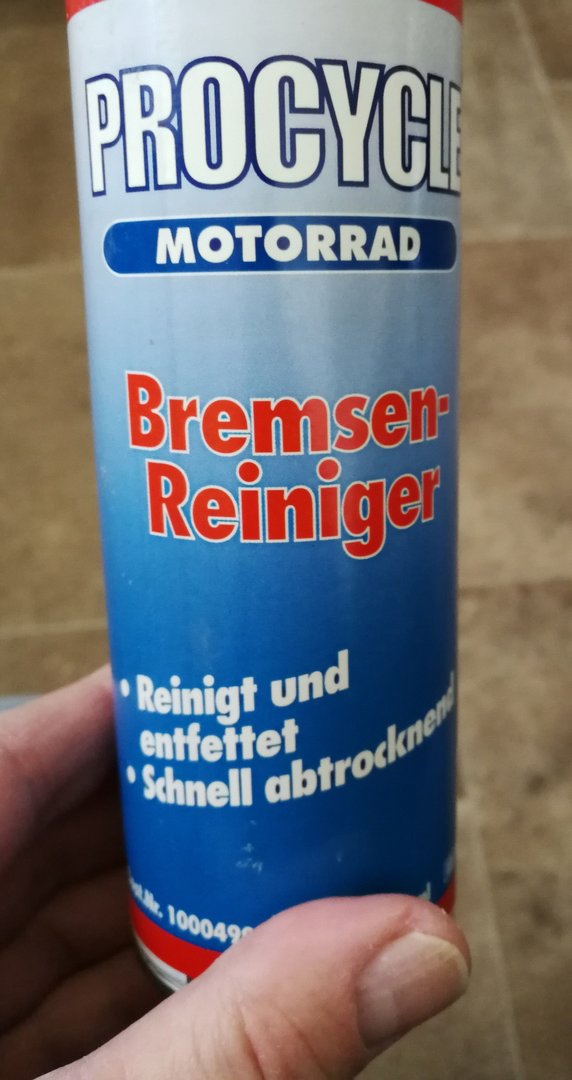 PROCYCLE
MOTORRAD
Bremsen-
Reiniger
• Reinigt und
entfettet
• Schnell abtrocknend